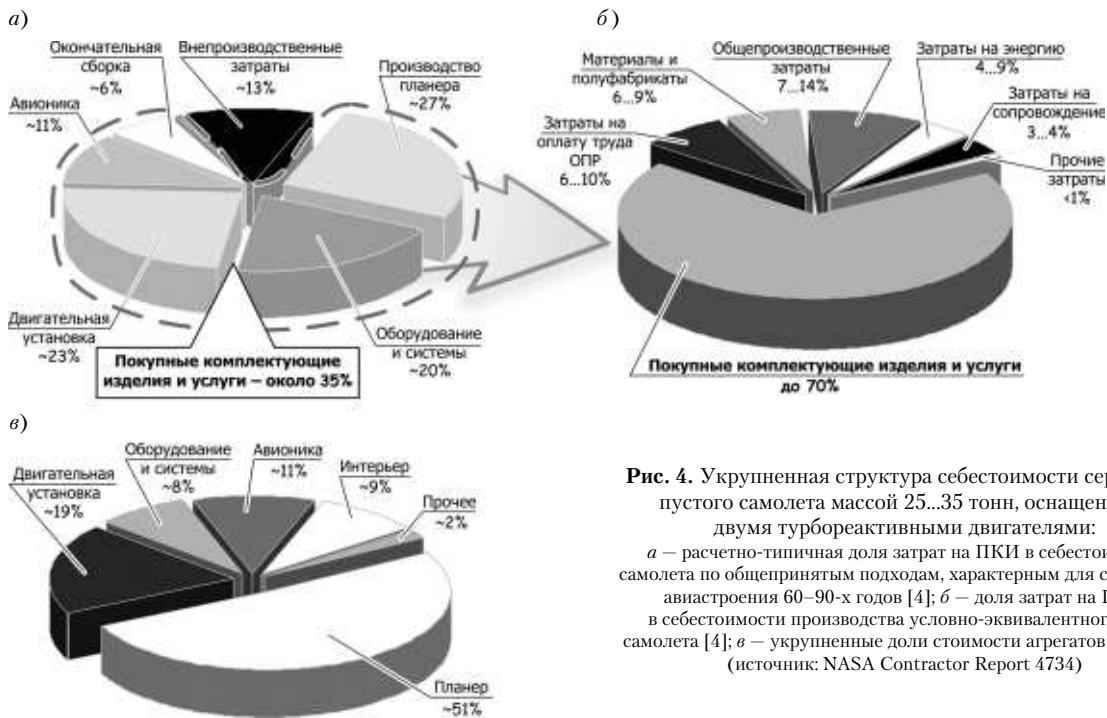 а)
Окончательная
сборка
~6%
Внепроизводственные
затраты
~13%
Производство
планера
~27%
Авионика
~11%
Двигательная
установка
~23%
Покупные комплектующие
изделия и услуги – около 35%
Оборудование
и системы
~20%
б)
Материалы и
полуфабрикаты
6...9%
Общепроизводственные
затраты
7...14%
Затраты на энергию
4...9%
Затраты на
сопровождение
3...4%
Затраты на
оплату труда
ОПР
6...10%
Прочие
затраты
<1%
Покупные комплектующие изделия и услуги
до 70%
в)
Двигательная
установка
~19%
Оборудование
и системы
~8%
Авионика
~11%
Интерьер
~9%
Прочее
~2%
Планер
~51%
Рис. 4. Укрупненная структура себестоимости
пустого самолета массой 25...35 тонн,
двумя турбореактивными двигателями:
а — расчетно-типичная доля затрат на ПКИ в
самолета по общепринятым подходам, характерным для
авиастроения 60–90-х годов [4]; б — доля затрат на
в себестоимости производства
самолета [4]; в — укрупненные доли стоимости агрегатов
(источник: NASA Contractor Report 4734)